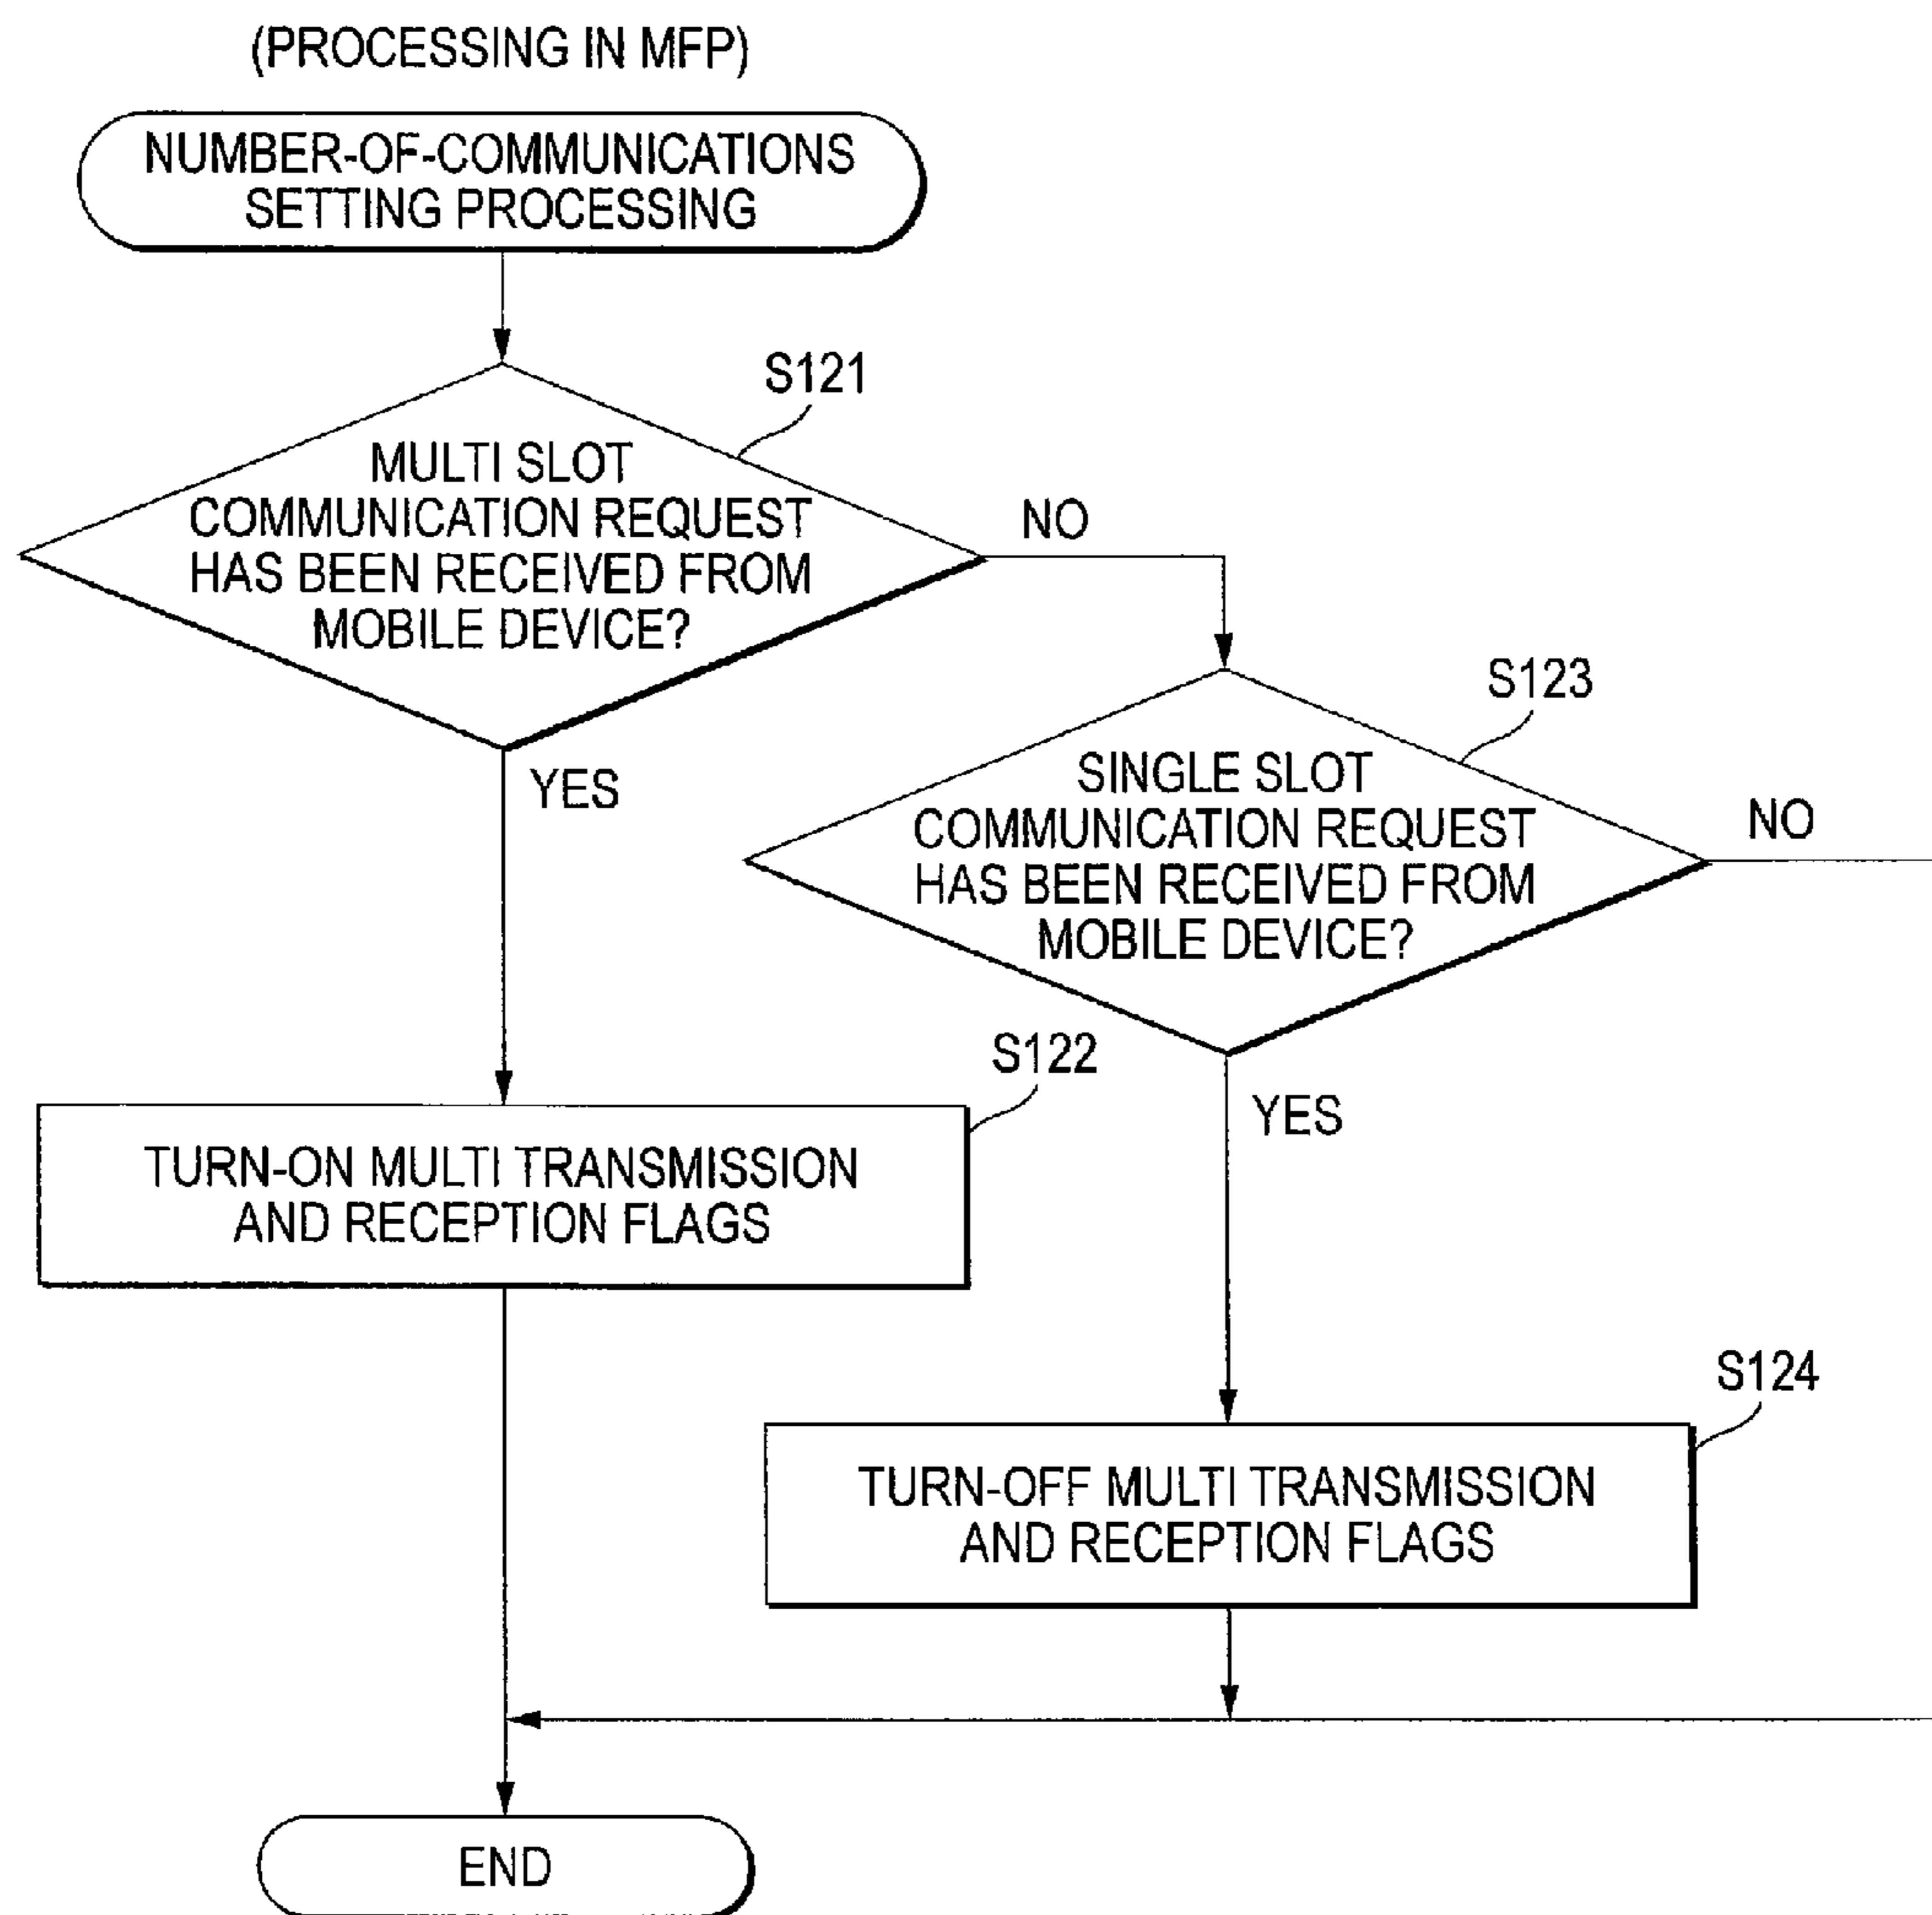 (PROCESSING IN MFP)
NUMBER-OF-COMMUNICATIONS
SETTING PROCESSING
S121
MULTI SLOT
COMMUNICATION REQUEST
HAS BEEN RECEIVED FROM
MOBILE DEVICE?
NO
YES
S123
SINGLE SLOT
COMMUNICATION REQUEST
HAS BEEN RECEIVED FROM
MOBILE DEVICE?
NO
YES
S122
TURN-ON MULTI TRANSMISSION
AND RECEPTION FLAGS
S124
TURN-OFF MULTI TRANSMISSION
AND RECEPTION FLAGS
END